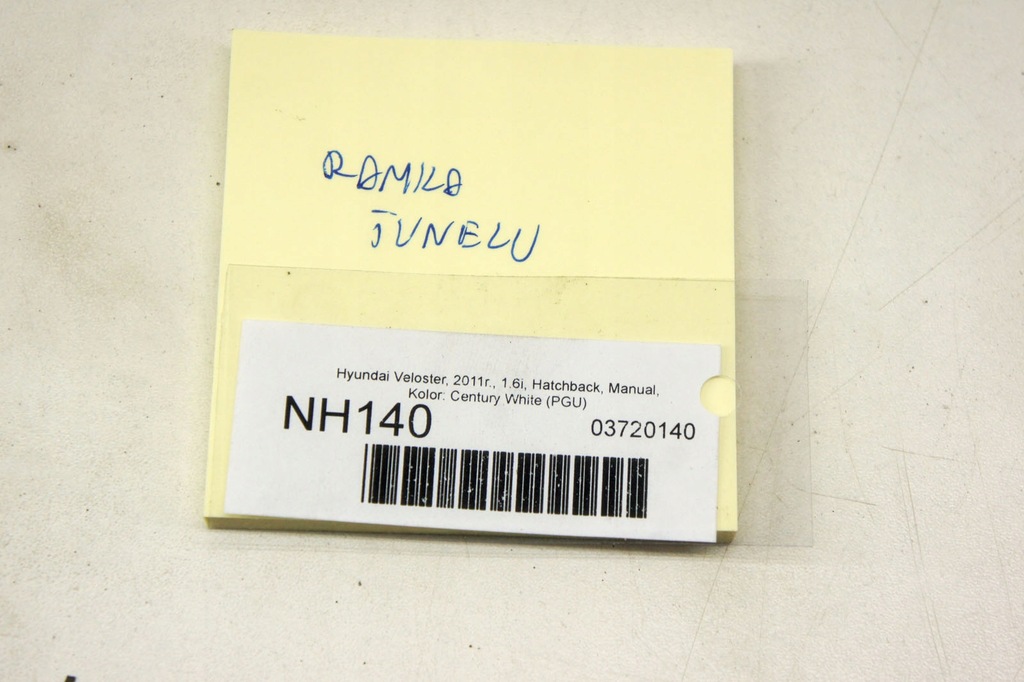 RAMKA
TUNELU
Hyundai Veloster, 2011r., 1.6i, Hatchback, Manual,
Kolor: Century White (PGU)
NH140
03720140